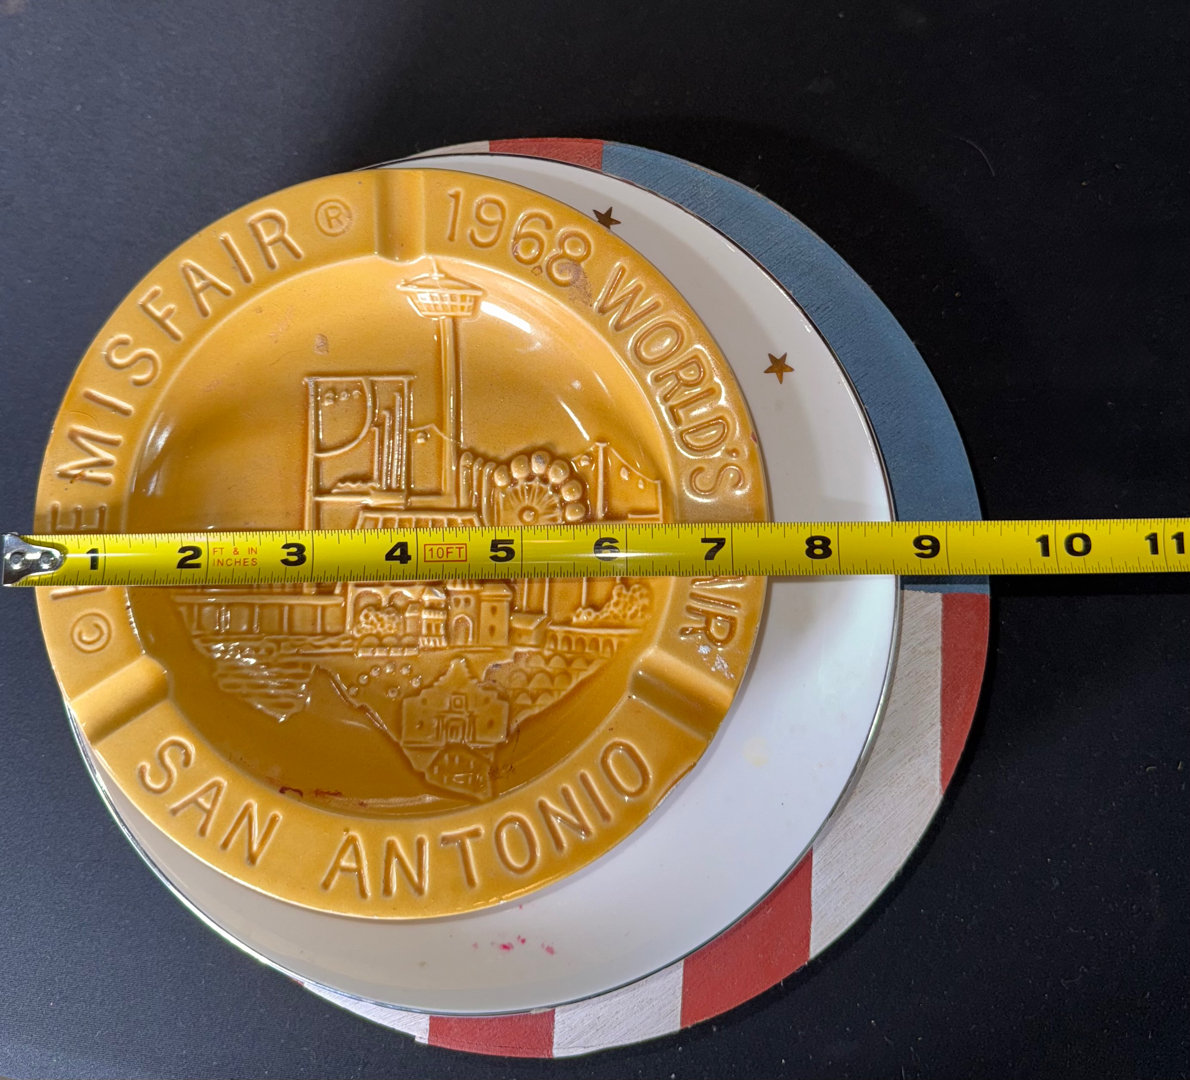 © HEMISFAIR ®
1968 WORLD'S FAIR
SAN ANTONIO
1 2 FT & IN INCHES 3 4 10FT 5 6 7 8 9 10 11